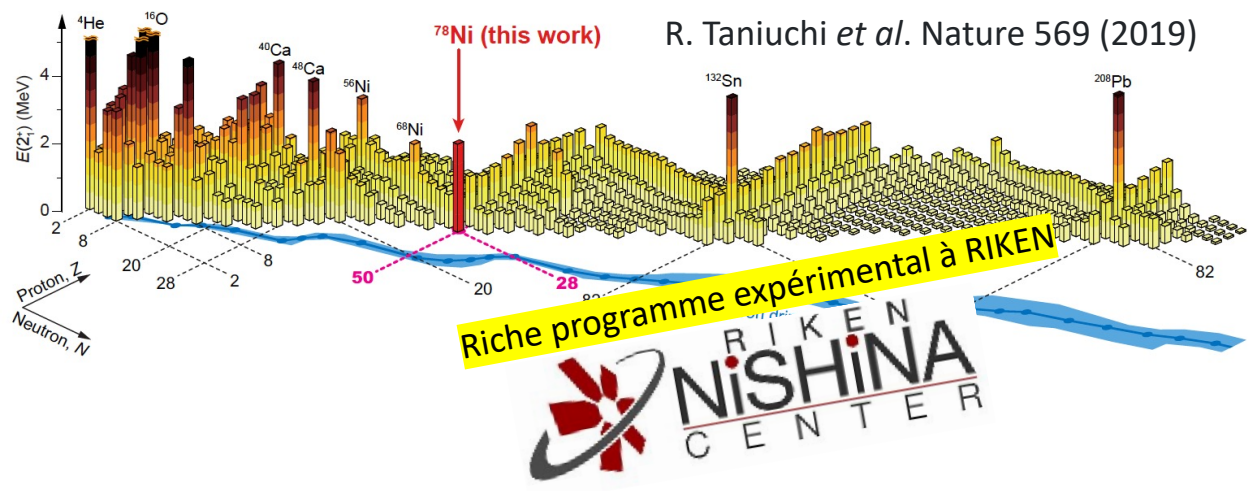 ⁴He
¹⁶O
⁴⁰Ca
⁴⁸Ca
⁵⁶Ni
⁶⁸Ni
⁷⁸Ni (this work)
R. Taniuchi et al. Nature 569 (2019)
¹³²Sn
²⁰⁸Pb
E(2⁺₁) (MeV)
4
2
0
2
8
20
28
2
8
50
20
28
82
82
Proton, Z
Neutron, N
Riche programme expérimental à RIKEN
RIKEN
NiSHiNA
CENTER